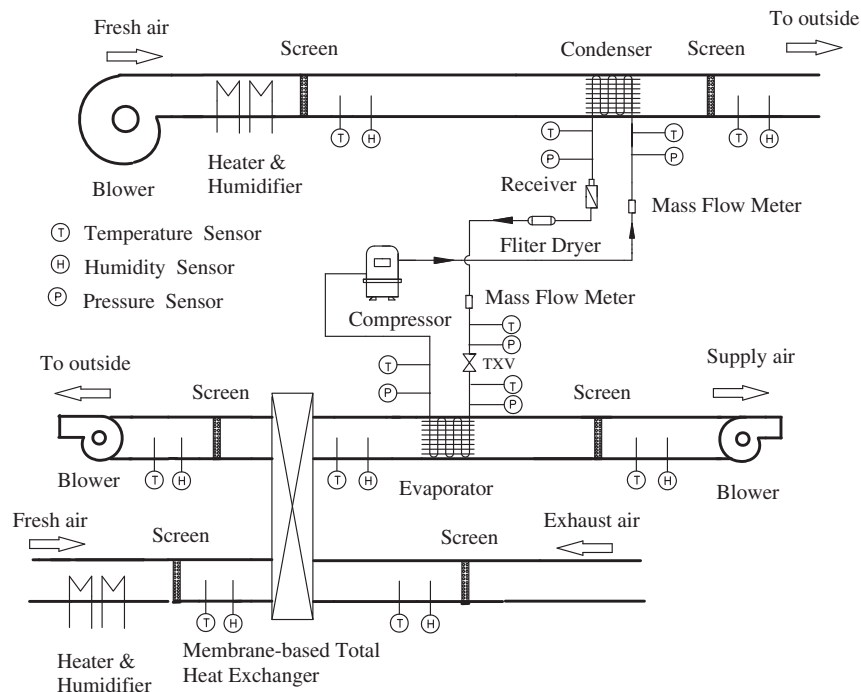 Fresh air
To outside
Screen
Condenser
Screen
T
H
T
P
T
P
T
H
Heater &
Humidifier
Blower
Receiver
Mass Flow Meter
T Temperature Sensor
H Humidity Sensor
P Pressure Sensor
Fliter Dryer
Compressor
Mass Flow Meter
T
P
TXV
T
P
T
P
To outside
Screen
Screen
Supply air
Blower
T
H
T
H
Evaporator
T
H
Blower
Fresh air
Screen
Screen
Exhaust air
T
H
T
H
Heater &
Humidifier
Membrane-based Total
Heat Exchanger